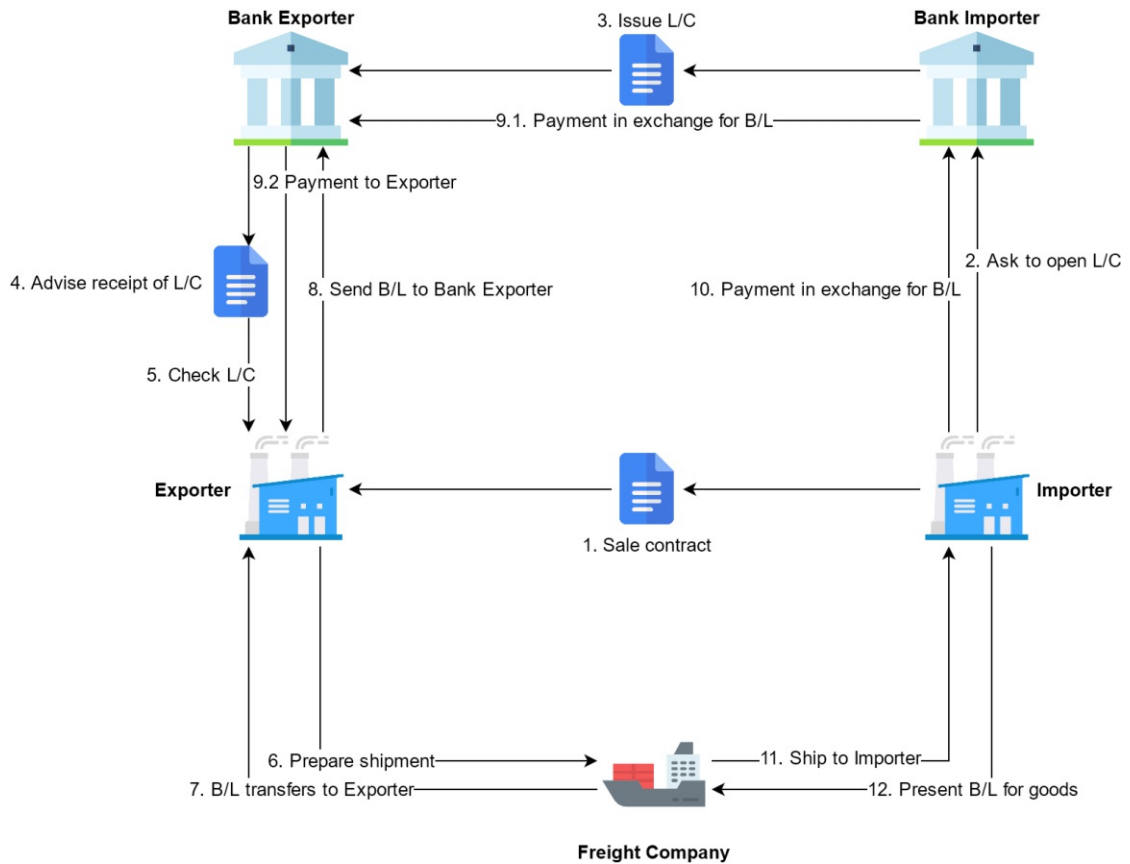 Bank Exporter
Bank Importer
3. Issue L/C
9.1. Payment in exchange for B/L
9.2 Payment to Exporter
2. Ask to open L/C
4. Advise receipt of L/C
8. Send B/L to Bank Exporter
10. Payment in exchange for B/L
5. Check L/C
Exporter
Importer
1. Sale contract
6. Prepare shipment
11. Ship to Importer
7. B/L transfers to Exporter
12. Present B/L for goods
Freight Company